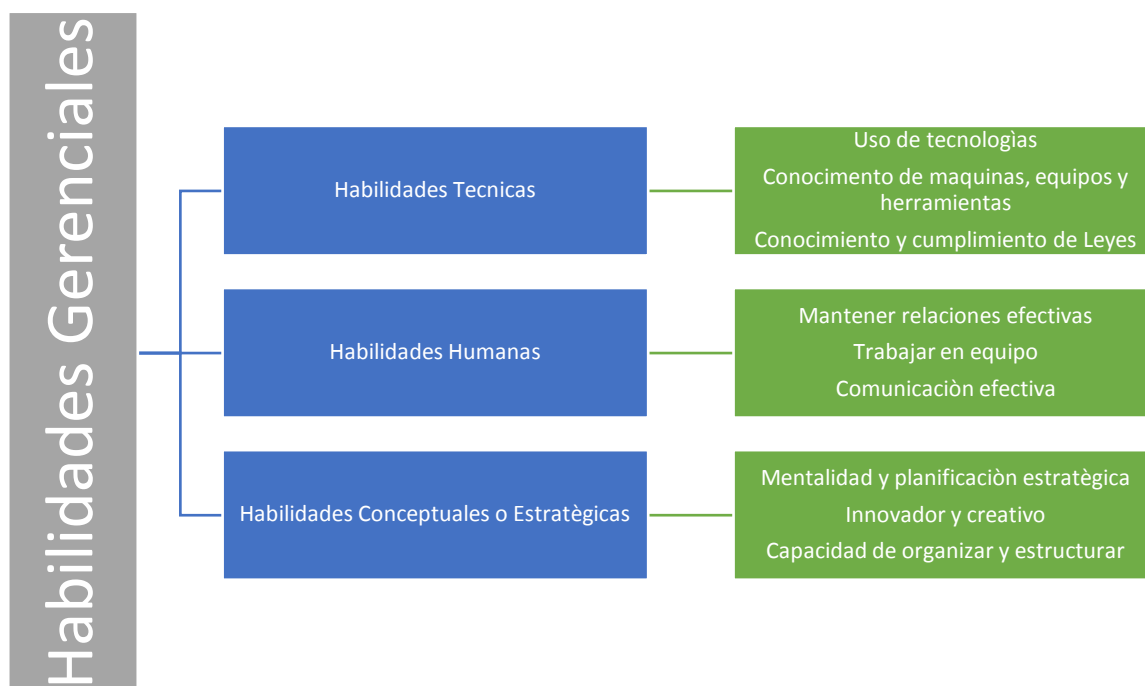 Habilidades Gerenciales
Habilidades Tecnicas
Uso de tecnologìas
Conocimento de maquinas, equipos y
herramientas
Conocimiento y cumplimiento de Leyes
Habilidades Humanas
Mantener relaciones efectivas
Trabajar en equipo
Comunicaciòn efectiva
Habilidades Conceptuales o Estratègicas
Mentalidad y planificaciòn estratègica
Innovador y creativo
Capacidad de organizar y estructurar